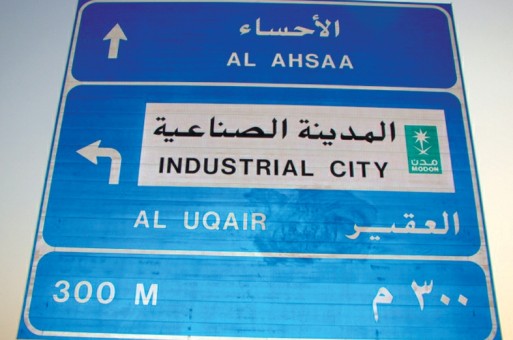 الأحساء
AL AHSAA
المدينة الصناعية
INDUSTRIAL CITY
مدن
MODON
AL UQAIR العقير
300 M ٣٠٠ م